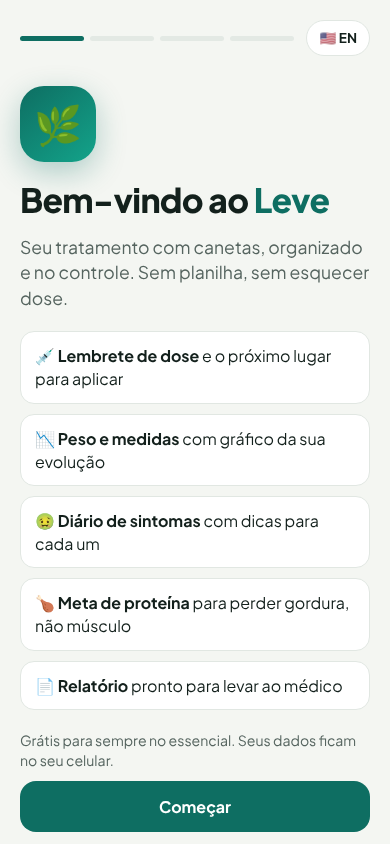 🇺🇸 EN
Bem-vindo ao Leve
Seu tratamento com canetas, organizado
e no controle. Sem planilha, sem esquecer
dose.
💉 Lembrete de dose e o próximo lugar
para aplicar
📉 Peso e medidas com gráfico da sua
evolução
🤢 Diário de sintomas com dicas para
cada um
🍗 Meta de proteína para perder gordura,
não músculo
📄 Relatório pronto para levar ao médico
Grátis para sempre no essencial. Seus dados ficam
no seu celular.
Começar